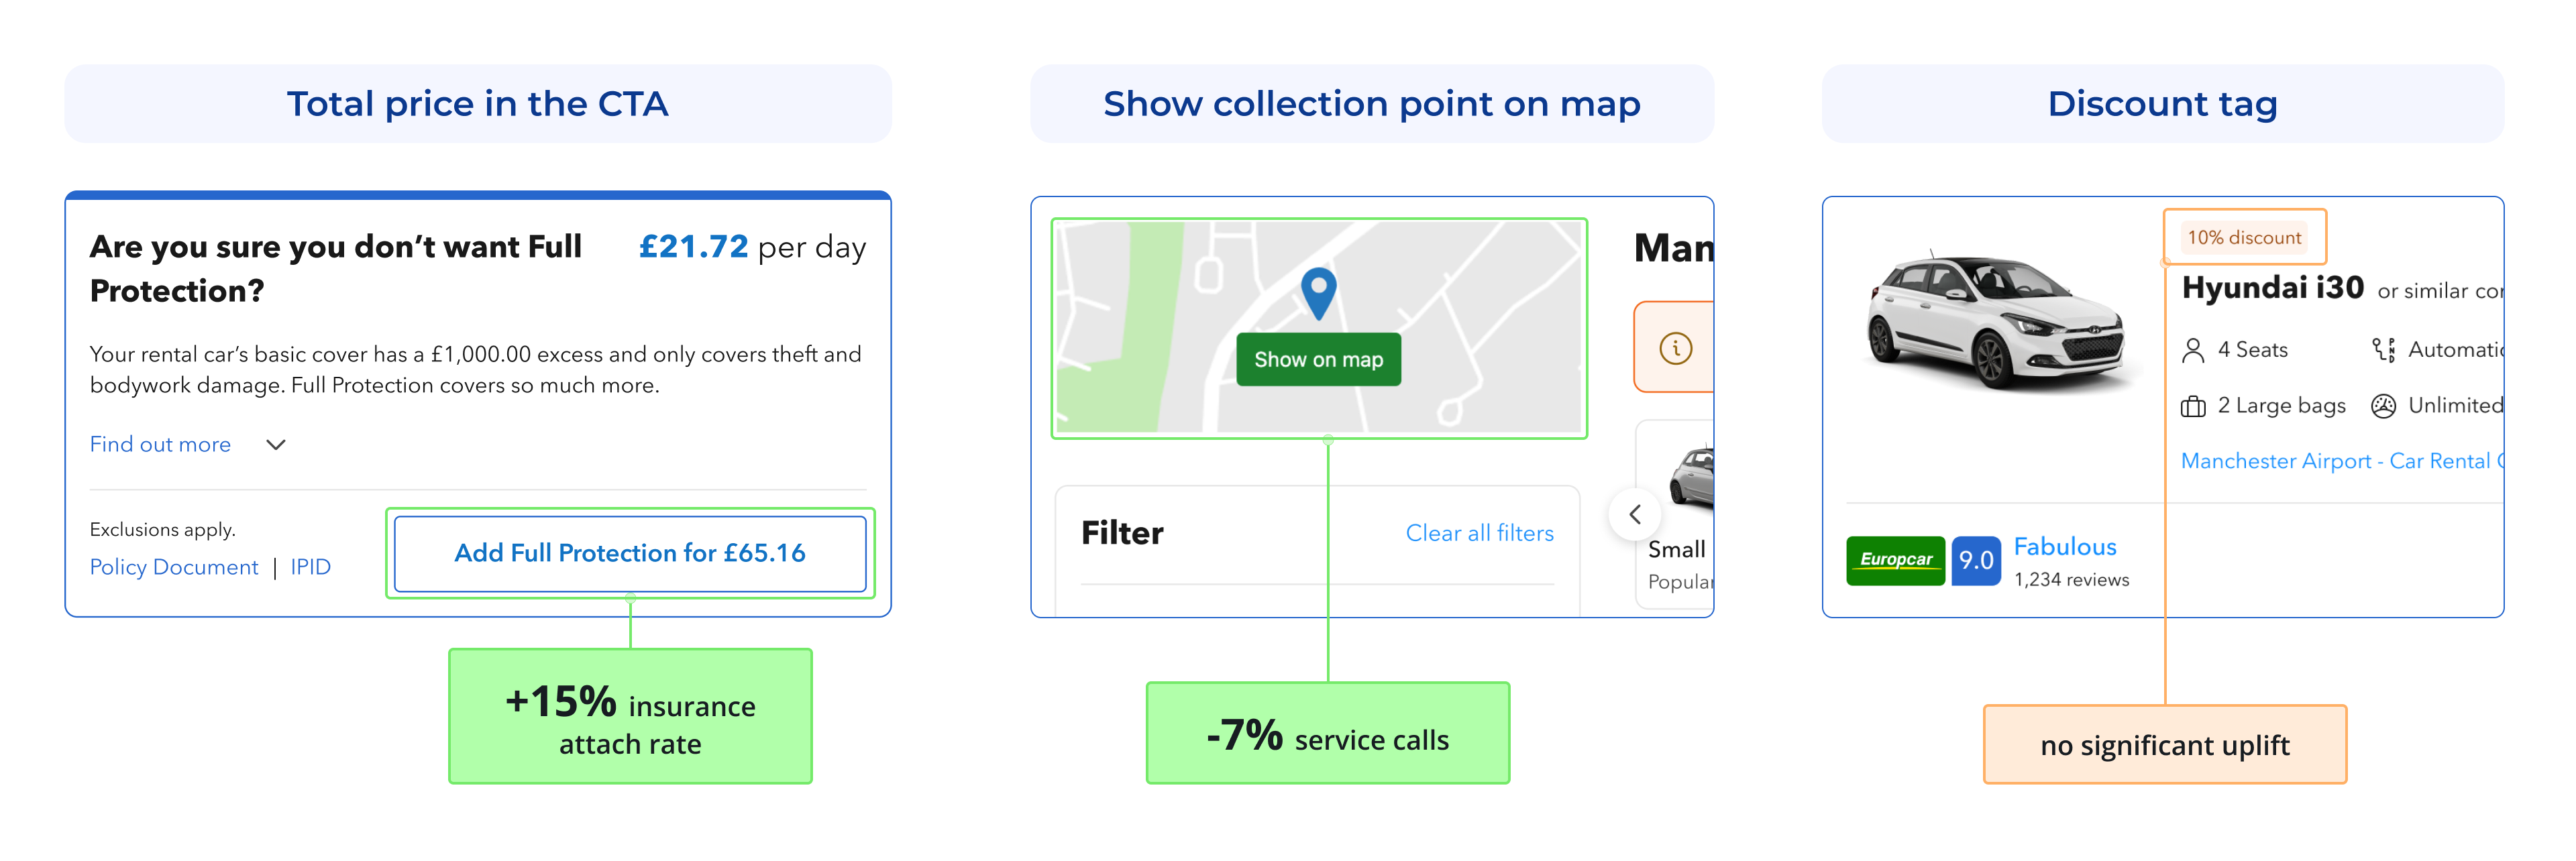 Total price in the CTA
Are you sure you don’t want Full
Protection?
£21.72 per day
Your rental car’s basic cover has a £1,000.00 excess and only covers theft and
bodywork damage. Full Protection covers so much more.
Find out more
Exclusions apply.
Policy Document | IPID
Add Full Protection for £65.16
+15% insurance
attach rate
Show collection point on map
Show on map
Man
Filter
Clear all filters
Small
Popular
-7% service calls
Discount tag
10% discount
Hyundai i30 or similar cor
4 Seats
Automatic
2 Large bags
Unlimited
Manchester Airport - Car Rental C
Europcar
9.0
Fabulous
1,234 reviews
no significant uplift